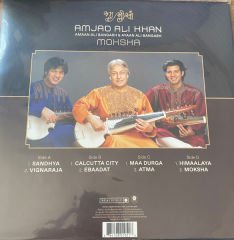 AMJAD ALI KHAN
AMAAN ALI BANGASH & AYAAN ALI BANGASH
MOKSHA
Side A
1. SANDHYA
2. VIGNARAJA
Side B
1. CALCUTTA CITY
2. EBAADAT
Side C
1. MAA DURGA
2. ATMA
Side D
1. HIMALAYA
2. MOKSHA